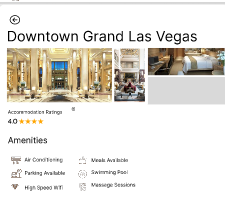 Downtown Grand Las Vegas
Accommodation Ratings
4.0
Amenities
Air Conditioning
Meals Available
Parking Available
Swimming Pool
High Speed Wifi
Massage Sessions